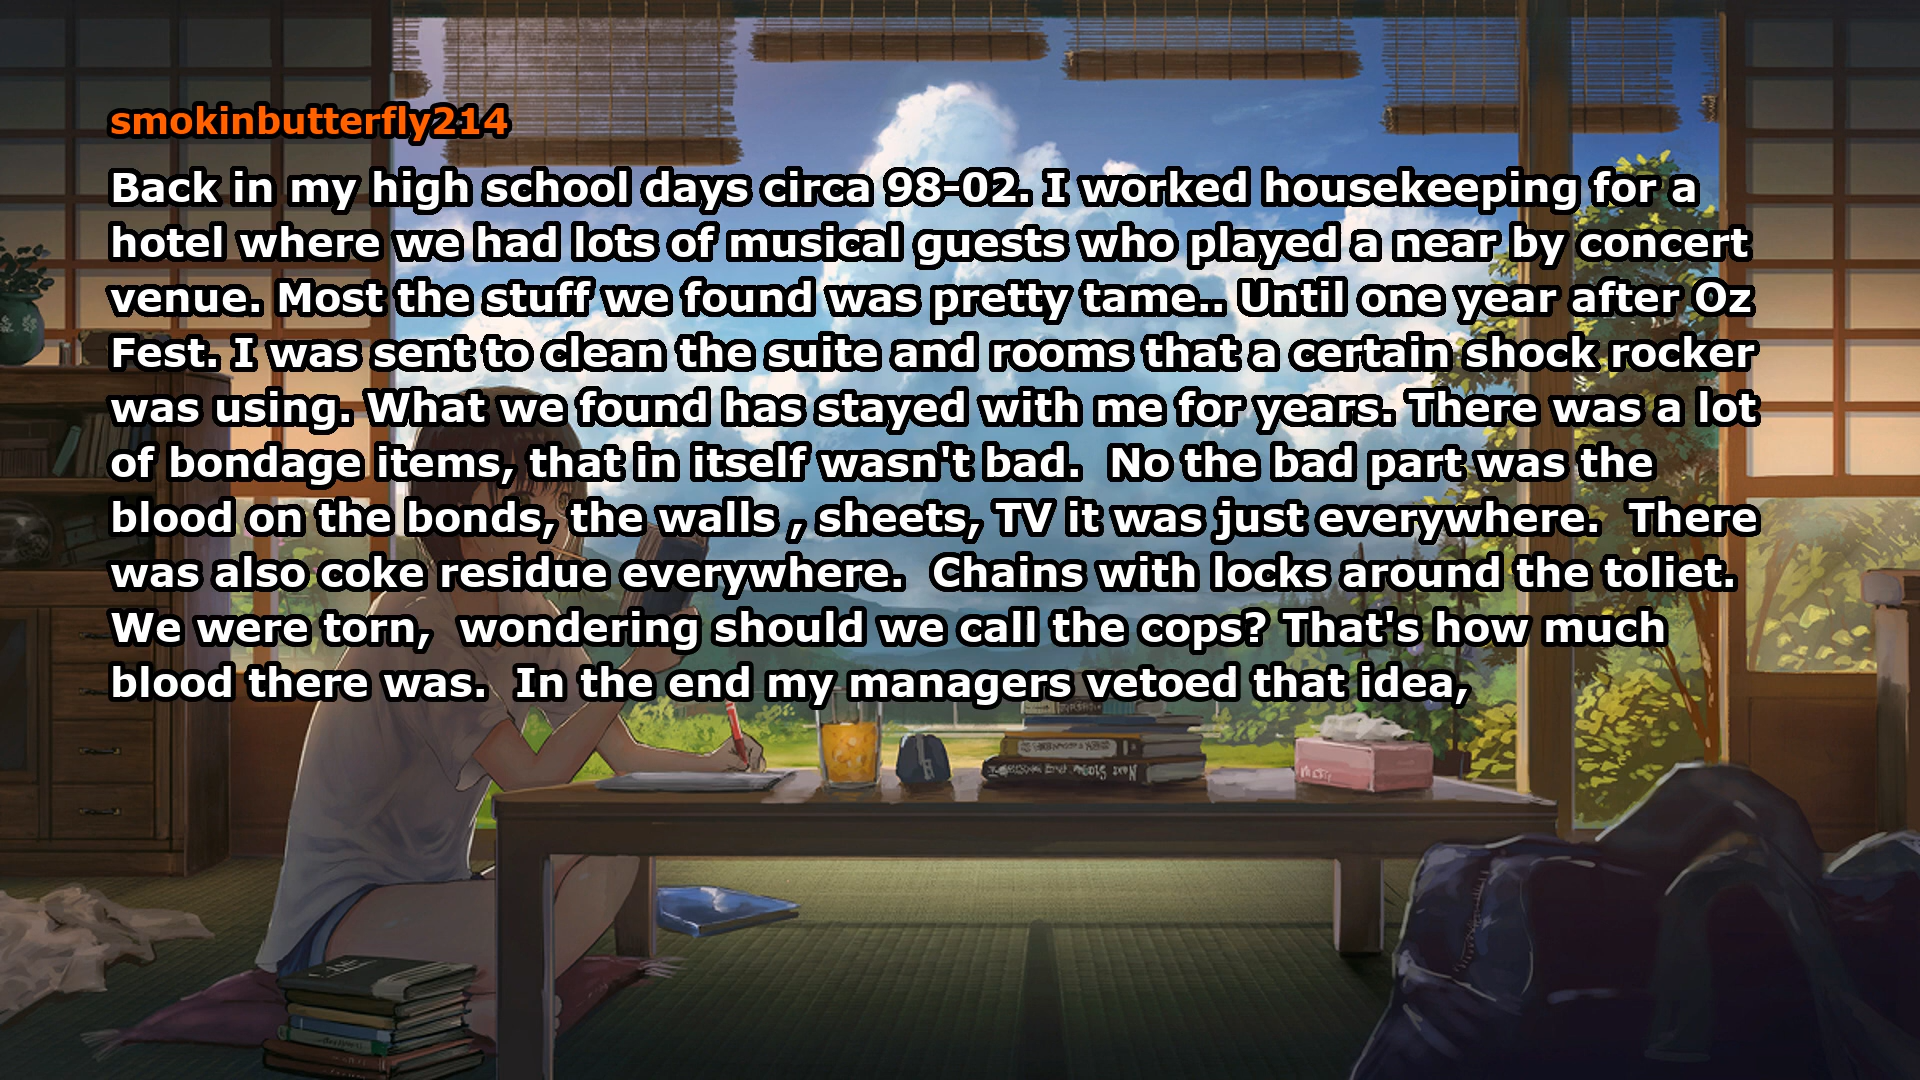 smokinbutterfly214
Back in my high school days circa 98-02. I worked housekeeping for a
hotel where we had lots of musical guests who played a near by concert
venue. Most the stuff we found was pretty tame.. Until one year after Oz
Fest. I was sent to clean the suite and rooms that a certain shock rocker
was using. What we found has stayed with me for years. There was a lot
of bondage items, that in itself wasn't bad.  No the bad part was the
blood on the bonds, the walls , sheets, TV it was just everywhere.  There
was also coke residue everywhere.  Chains with locks around the toliet.
We were torn,  wondering should we call the cops? That's how much
blood there was.  In the end my managers vetoed that idea,